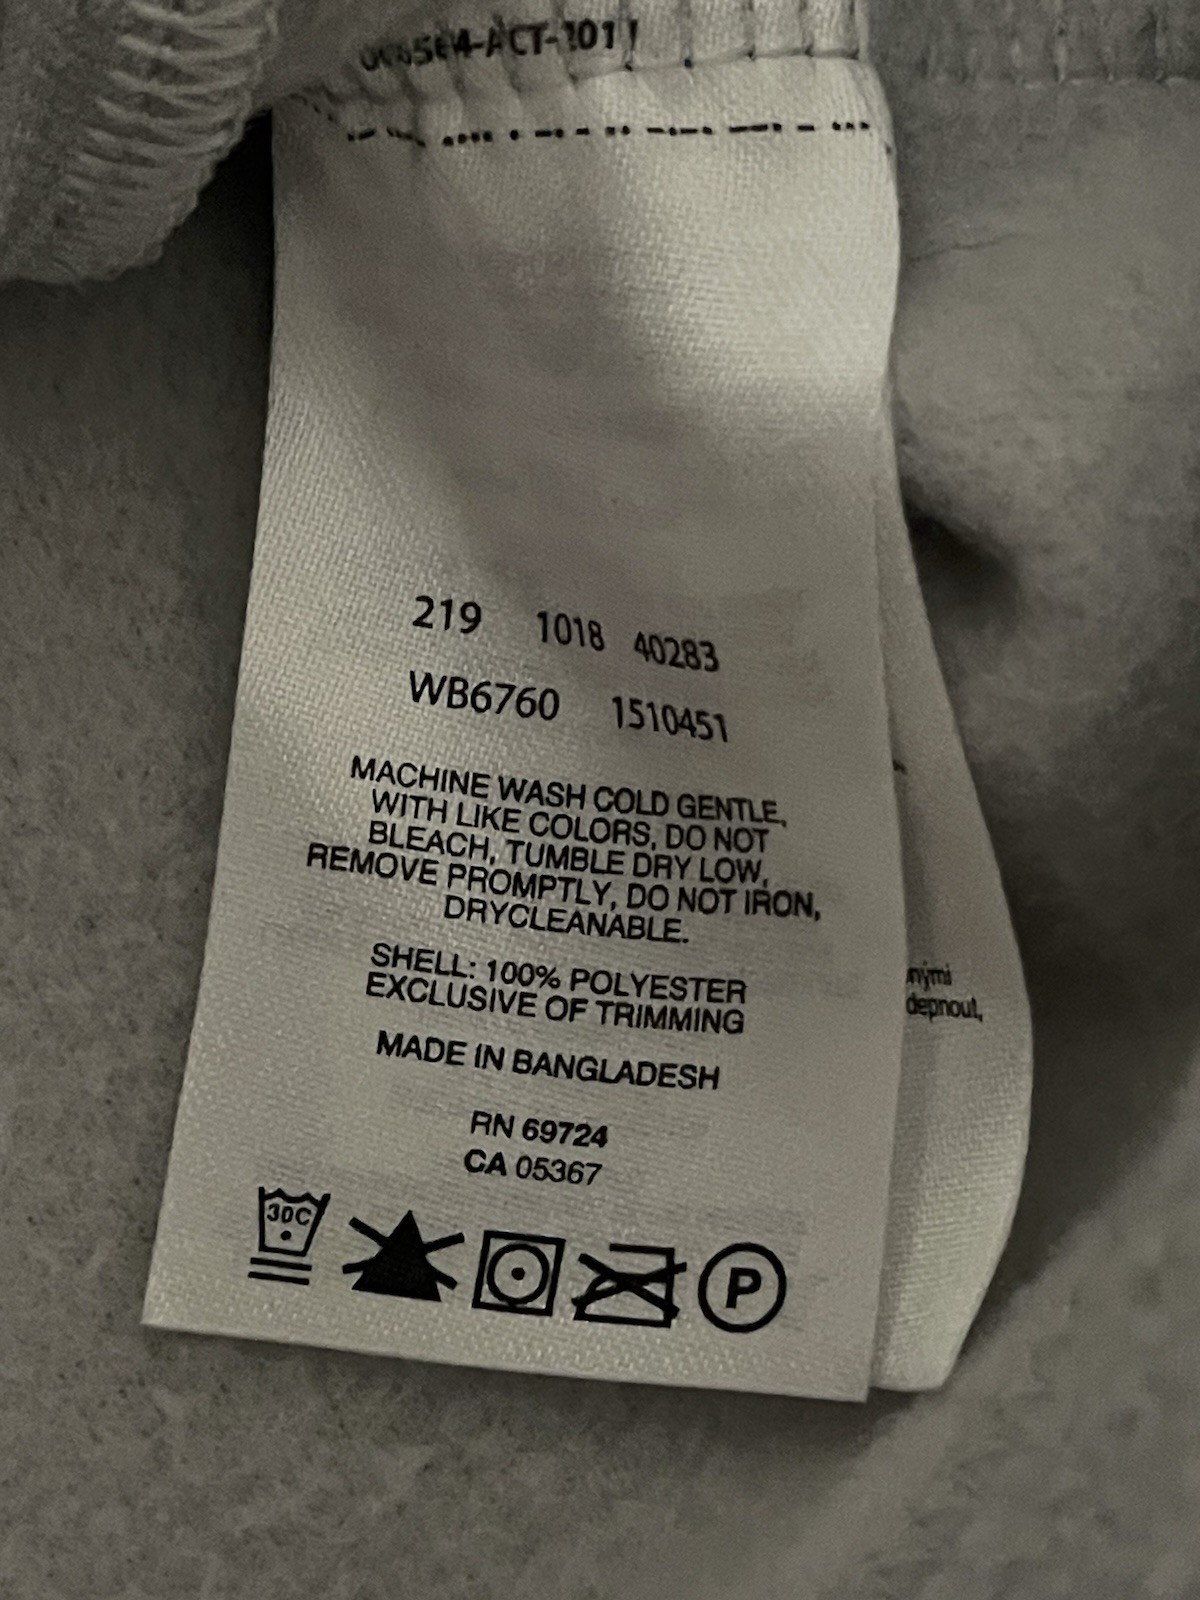 219 1018 40283
WB6760 1510451
MACHINE WASH COLD GENTLE,
WITH LIKE COLORS, DO NOT
BLEACH, TUMBLE DRY LOW,
REMOVE PROMPTLY, DO NOT IRON,
DRYCLEANABLE.
SHELL: 100% POLYESTER
EXCLUSIVE OF TRIMMING
MADE IN BANGLADESH
RN 69724
CA 05367
30C
P
depnout,